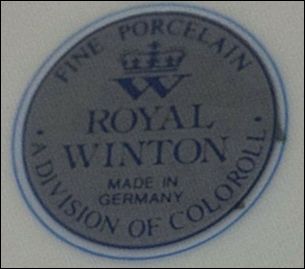 FINE PORCELAIN
W
ROYAL
WINTON
MADE IN
GERMANY
• A DIVISION OF COLOROLL •